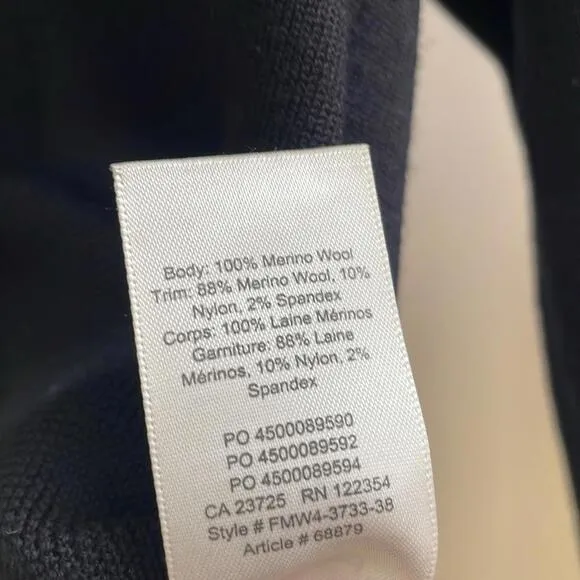 Body: 100% Merino Wool
Trim: 88% Merino Wool, 10%
Nylon, 2% Spandex
Corps: 100% Laine Mérinos
Garniture: 88% Laine
Mérinos, 10% Nylon, 2%
Spandex
PO 4500089590
PO 4500089592
PO 4500089594
CA 23725 RN 122354
Style # FMW4-3733-38
Article # 68879